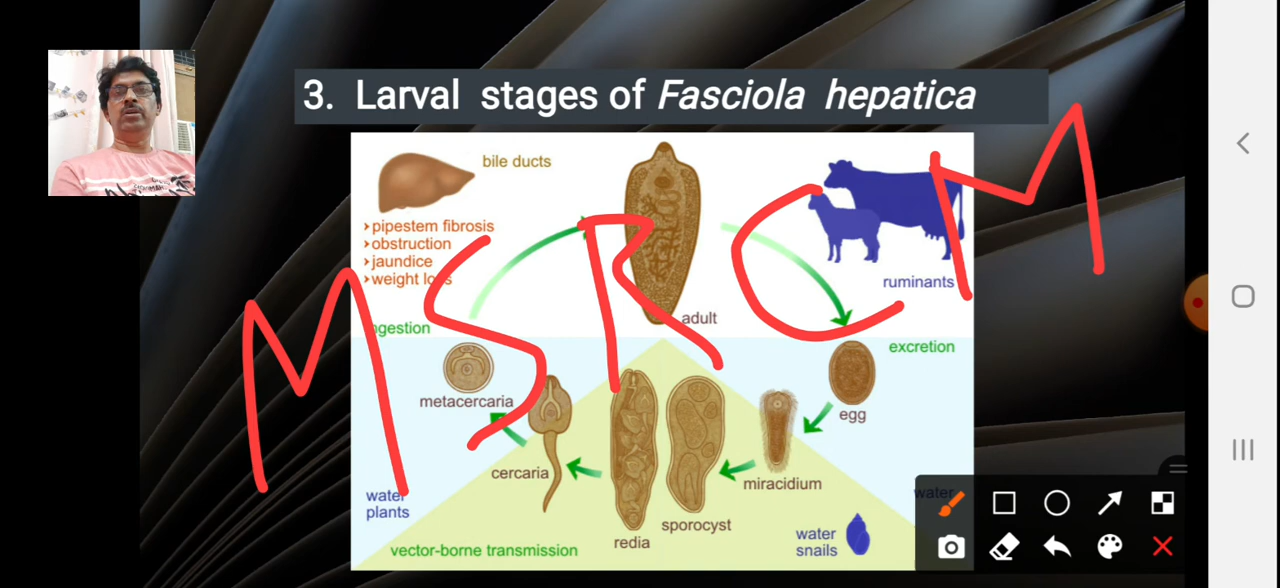 3. Larval stages of Fasciola hepatica
bile ducts
›pipestem fibrosis
›obstruction
›jaundice
›weight loss
ingestion
adult
ruminants
excretion
egg
metacercaria
cercaria
miracidium
sporocyst
redia
water
plants
water
water
snails
vector-borne transmission
MSRCM